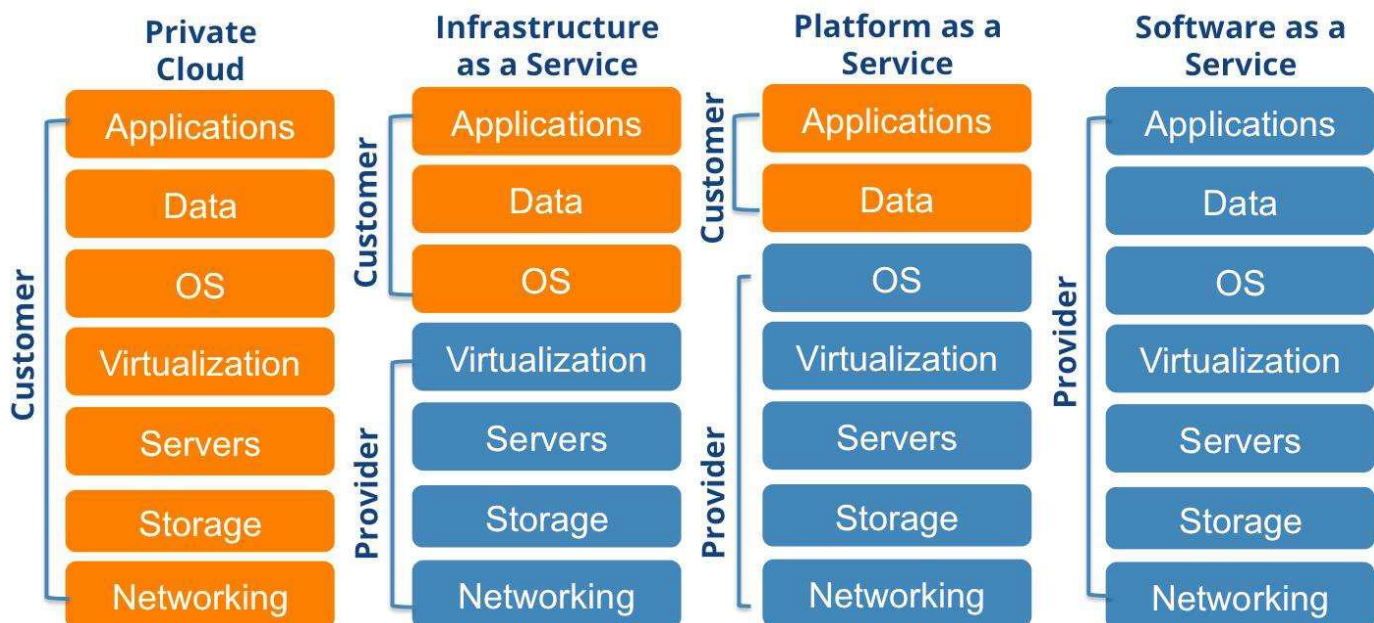 Private
Cloud
Customer
Applications
Data
OS
Virtualization
Servers
Storage
Networking
Infrastructure
as a Service
Customer
Applications
Data
OS
Provider
Virtualization
Servers
Storage
Networking
Platform as a
Service
Customer
Applications
Data
Provider
OS
Virtualization
Servers
Storage
Networking
Software as a
Service
Provider
Applications
Data
OS
Virtualization
Servers
Storage
Networking